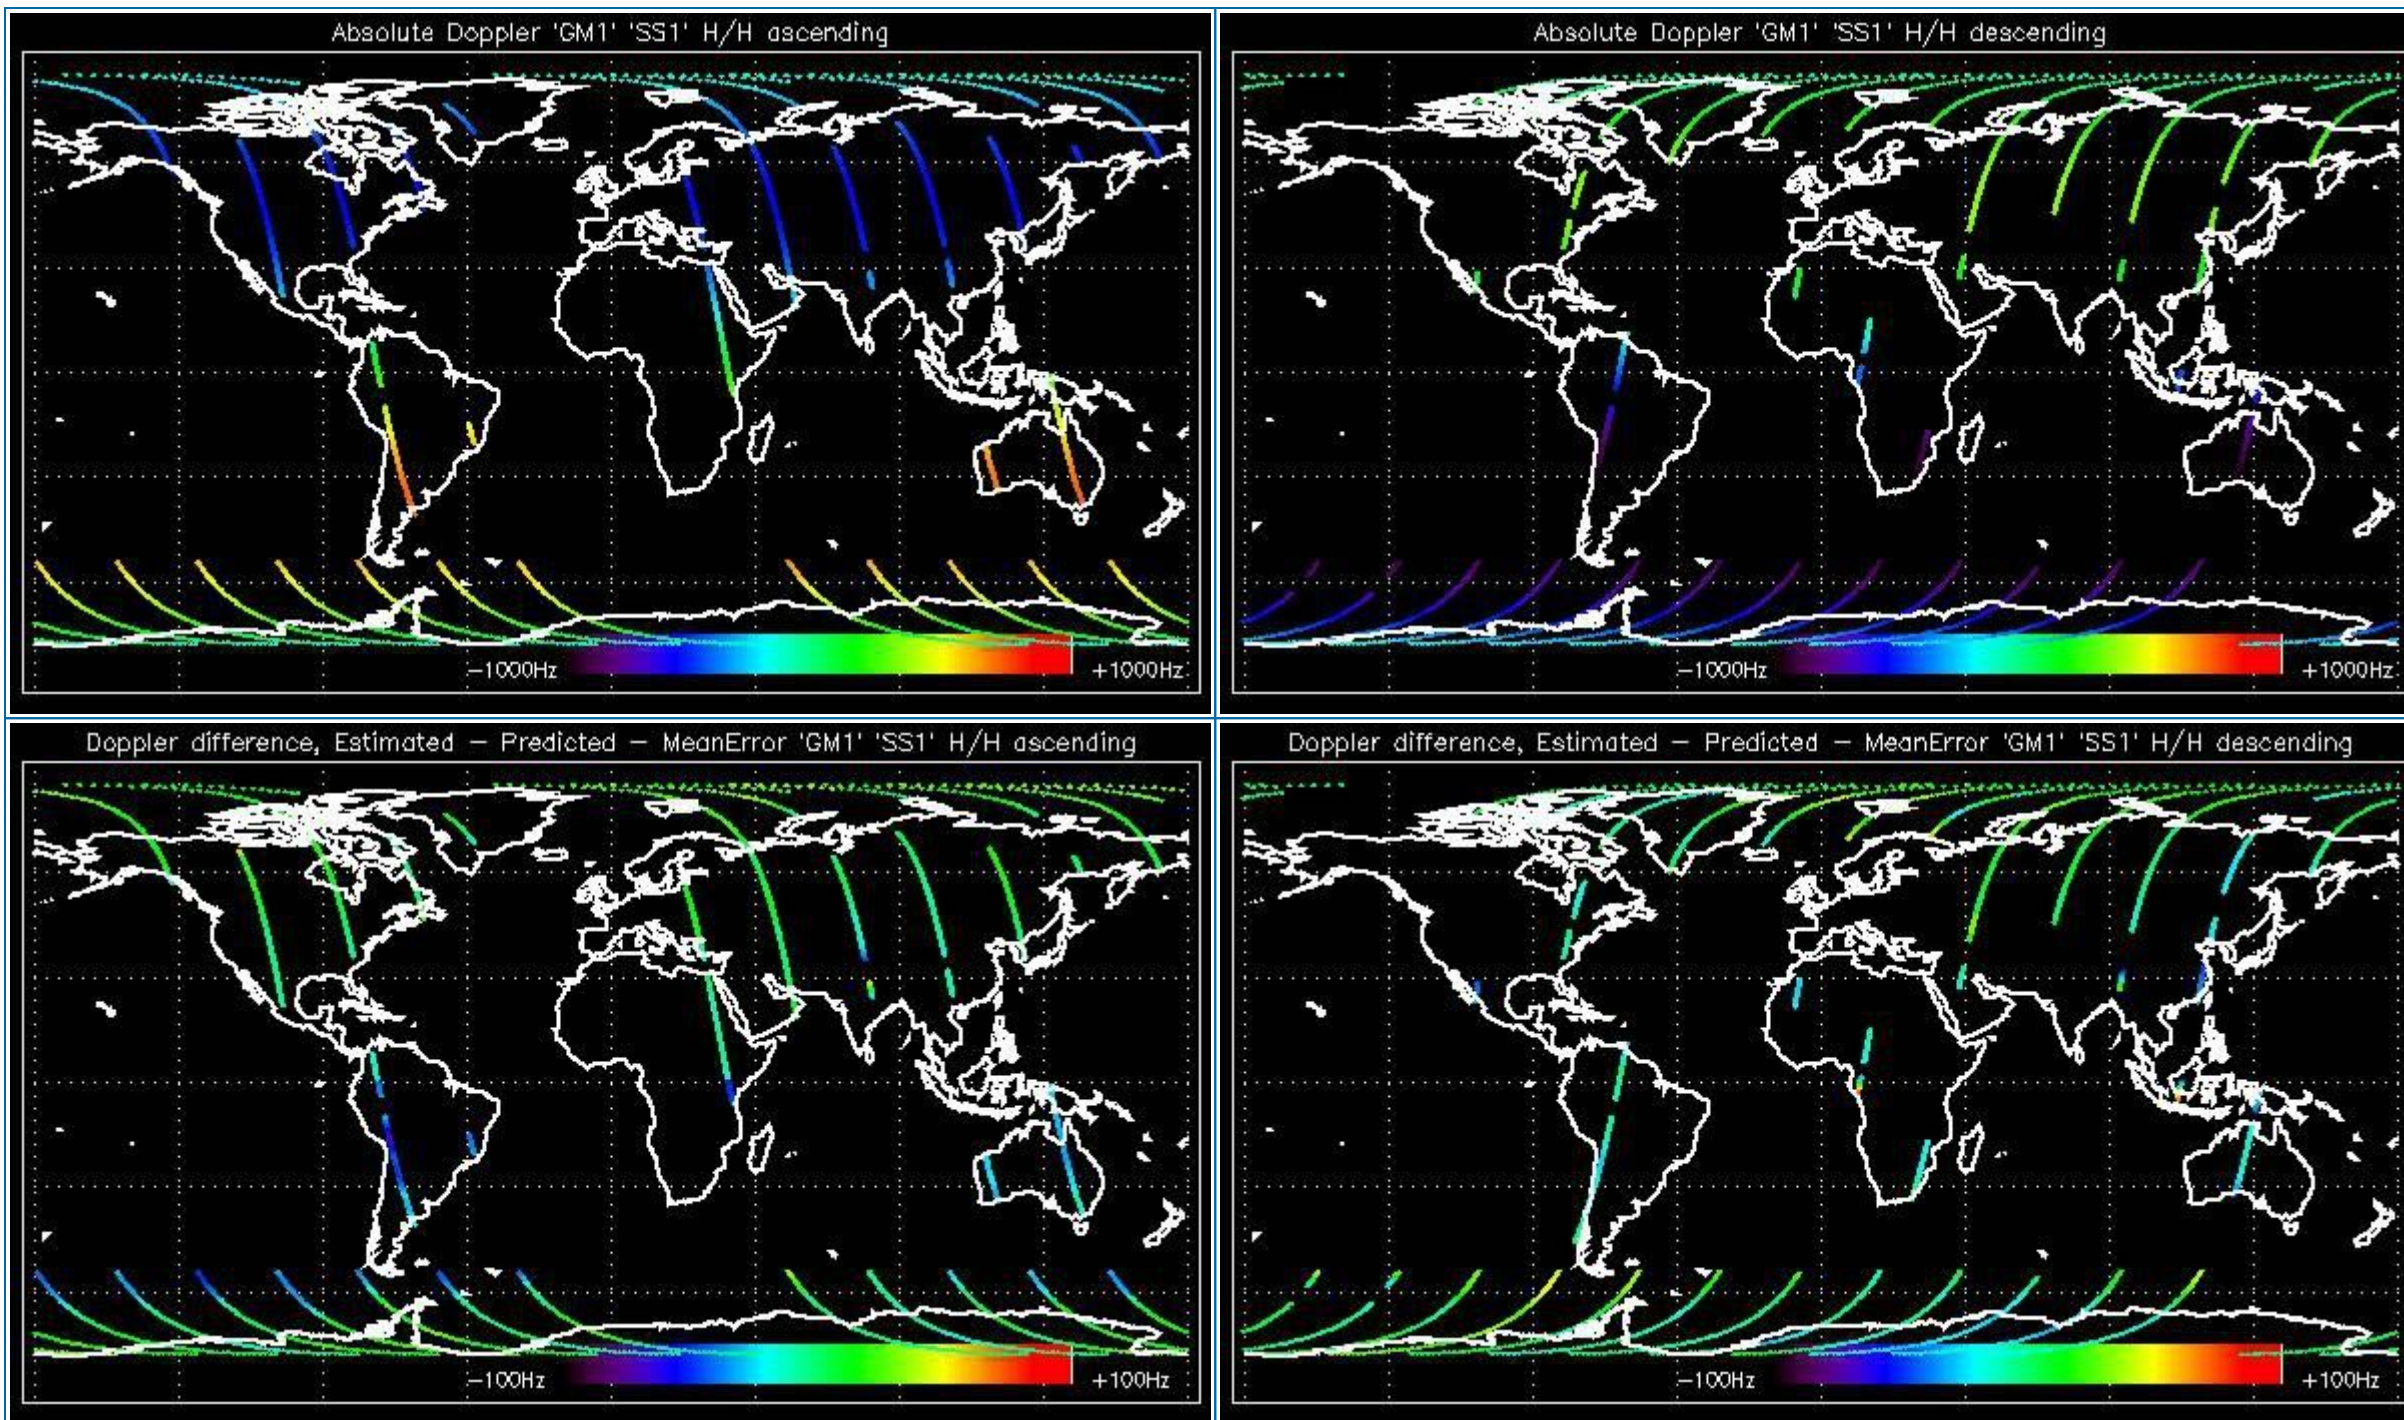 Absolute Doppler 'GM1' 'SS1' H/H ascending
-1000Hz
+1000Hz
Absolute Doppler 'GM1' 'SS1' H/H descending
-1000Hz
+1000Hz
Doppler difference, Estimated - Predicted - MeanError 'GM1' 'SS1' H/H ascending
-100Hz
+100Hz
Doppler difference, Estimated - Predicted - MeanError 'GM1' 'SS1' H/H descending
-100Hz
+100Hz